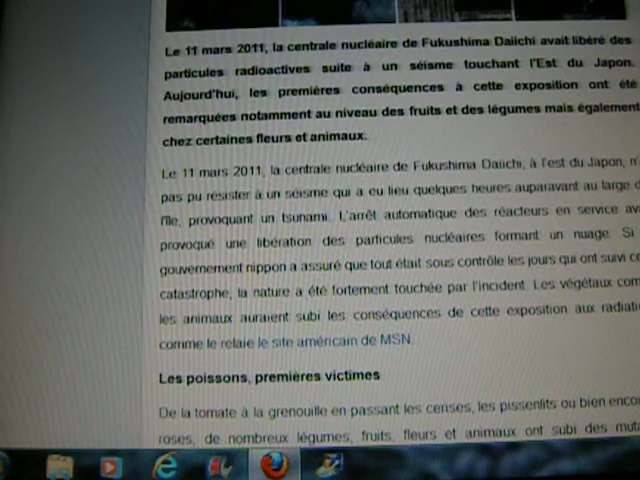 Le 11 mars 2011, la centrale nucléaire de Fukushima Daiichi avait libéré des
particules radioactives suite à un séisme touchant l'Est du Japon.
Aujourd'hui, les premières conséquences à cette exposition ont été
remarquées notamment au niveau des fruits et des légumes mais également
chez certaines fleurs et animaux.
Le 11 mars 2011, la centrale nucléaire de Fukushima Daiichi, à l'est du Japon, n'
pas pu résister à un séisme qui a eu lieu quelques heures auparavant au large d
l'île, provoquant un tsunami. L'arrêt automatique des réacteurs en service av
provoqué une libération des particules nucléaires formant un nuage. Si
gouvernement nippon a assuré que tout était sous contrôle les jours qui ont suivi c
catastrophe, la nature a été fortement touchée par l'incident. Les végétaux com
les animaux auraient subi les conséquences de cette exposition aux radiati
comme le relaie le site américain de MSN.
Les poissons, premières victimes
De la tomate à la grenouille en passant les cerises, les pissenlits ou bien enco
roses, de nombreux légumes, fruits, fleurs et animaux ont subi des muta